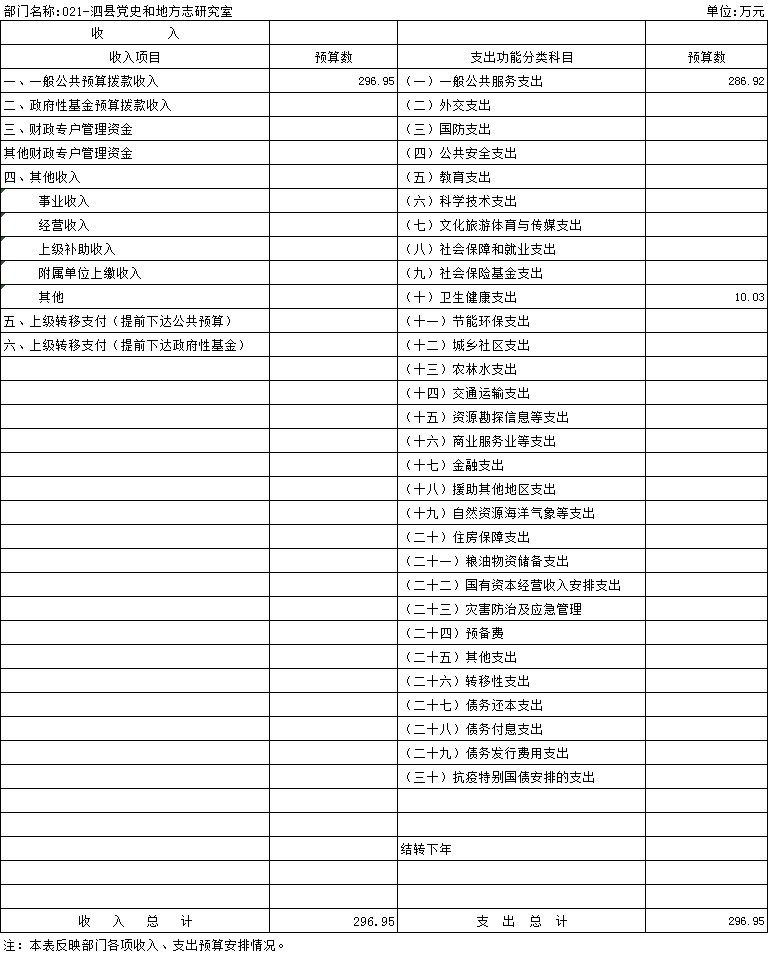 部门名称:021-泗县党史和地方志研究室 单位:万元
收 入
收入项目 预算数 支出功能分类科目 预算数
一、一般公共预算拨款收入 296.95 （一）一般公共服务支出 286.92
二、政府性基金预算拨款收入 （二）外交支出
三、财政专户管理资金 （三）国防支出
其他财政专户管理资金 （四）公共安全支出
四、其他收入 （五）教育支出
事业收入 （六）科学技术支出
经营收入 （七）文化旅游体育与传媒支出
上级补助收入 （八）社会保障和就业支出
附属单位上缴收入 （九）社会保险基金支出
其他 （十）卫生健康支出 10.03
五、上级转移支付（提前下达公共预算） （十一）节能环保支出
六、上级转移支付（提前下达政府性基金） （十二）城乡社区支出
（十三）农林水支出
（十四）交通运输支出
（十五）资源勘探信息等支出
（十六）商业服务业等支出
（十七）金融支出
（十八）援助其他地区支出
（十九）自然资源海洋气象等支出
（二十）住房保障支出
（二十一）粮油物资储备支出
（二十二）国有资本经营收入安排支出
（二十三）灾害防治及应急管理
（二十四）预备费
（二十五）其他支出
（二十六）转移性支出
（二十七）债务还本支出
（二十八）债务付息支出
（二十九）债务发行费用支出
（三十）抗疫特别国债安排的支出
结转下年
收 入 总 计 296.95 支 出 总 计 296.95
注：本表反映部门各项收入、支出预算安排情况。